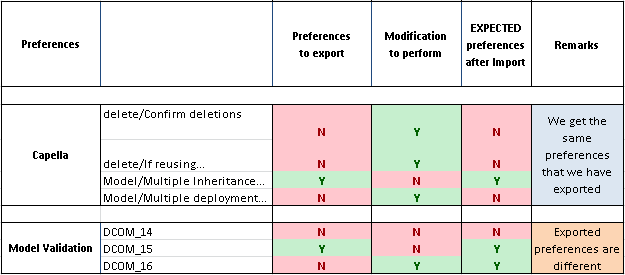 Preferences
Preferences to export
Modification to perform
EXPECTED preferences after Import
Remarks
Capella
delete/Confirm deletions N Y N
delete/If reusing... N Y N
Model/Multiple Inheritance... Y N Y
Model/Multiple deployment... N Y N
We get the
same
preferences
that we have
exported
Model Validation
DCOM_14 N N N
DCOM_15 Y N Y
DCOM_16 N Y Y
Exported
preferences are
different